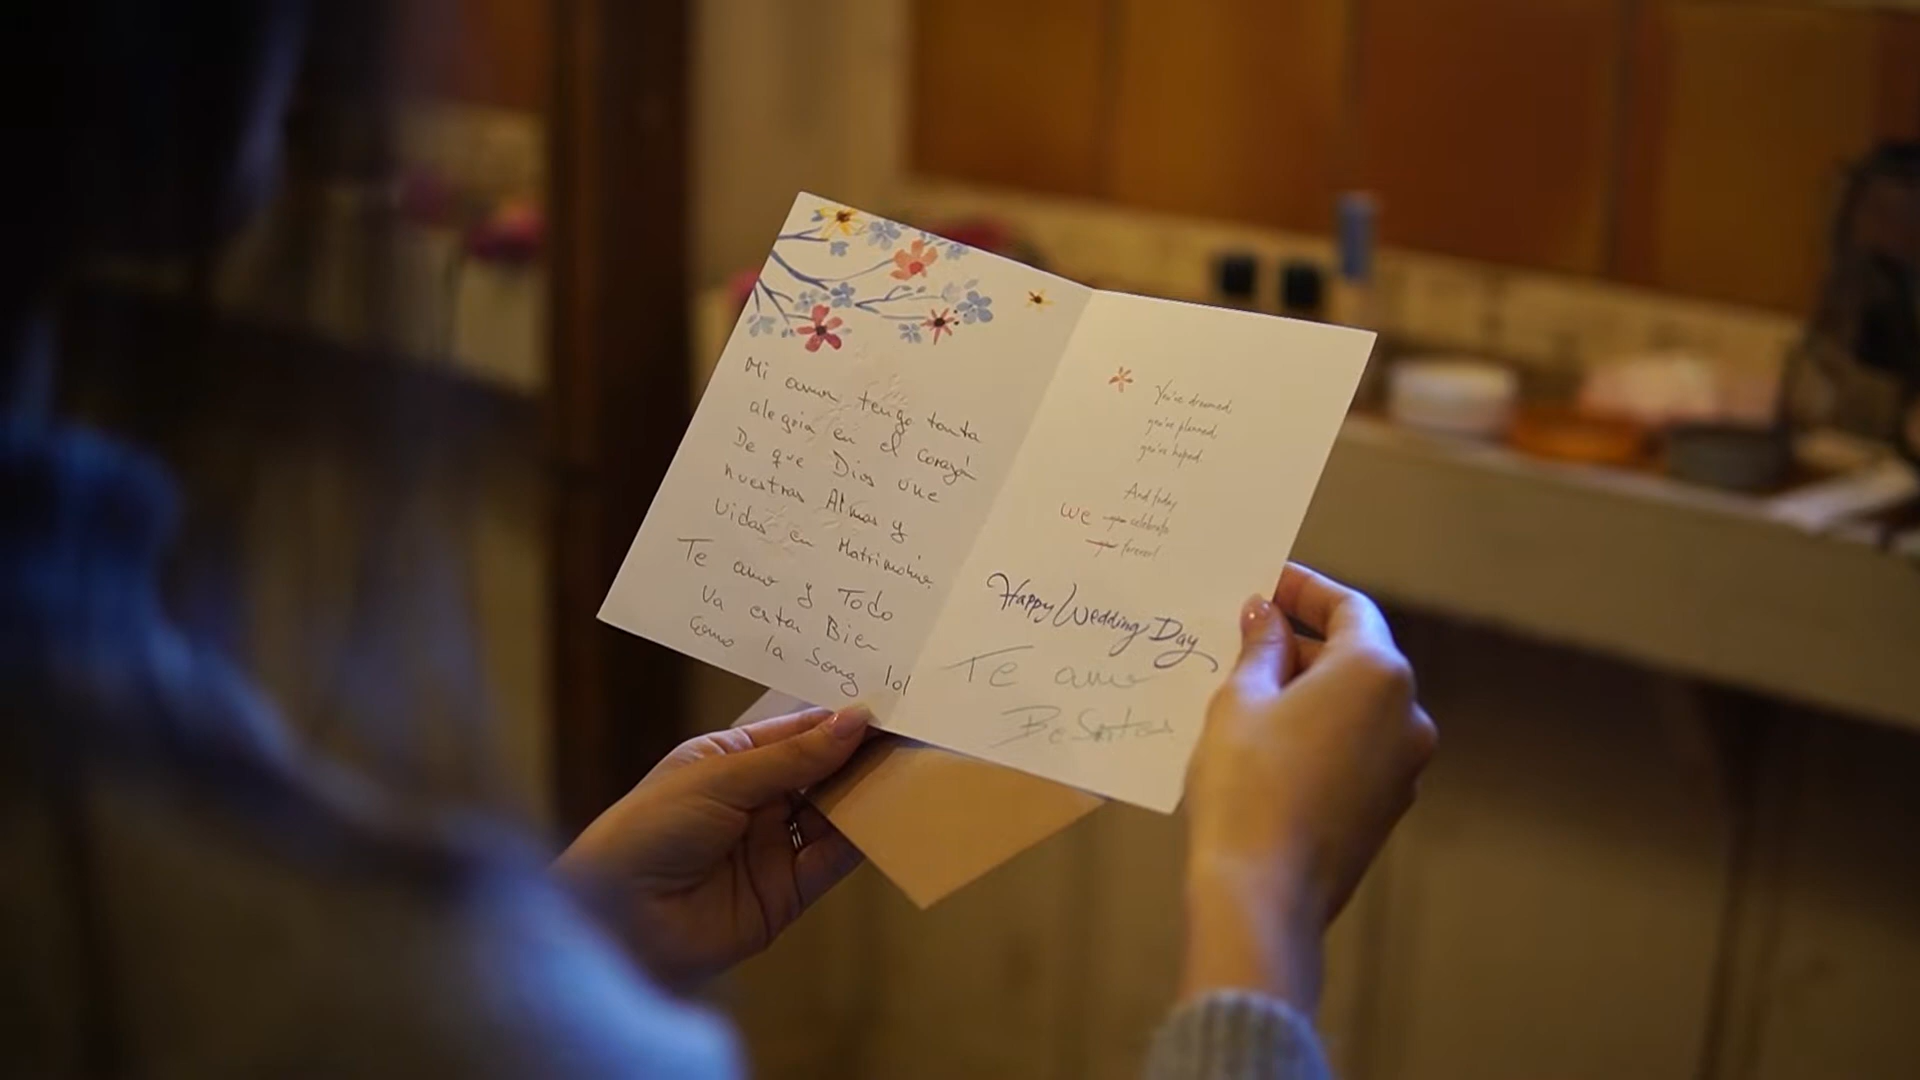 Mi amor tengo tanta
alegria en el corazón
De que Dios une
nuestras Almas y
Vidas en Matrimonio.
Te amo y Todo
Va estar Bien
Como la Song lol
You've dreamed,
you've planned,
you've hoped.
And today
we you celebrate
forever!
Happy Wedding Day
Te amo
Besitos